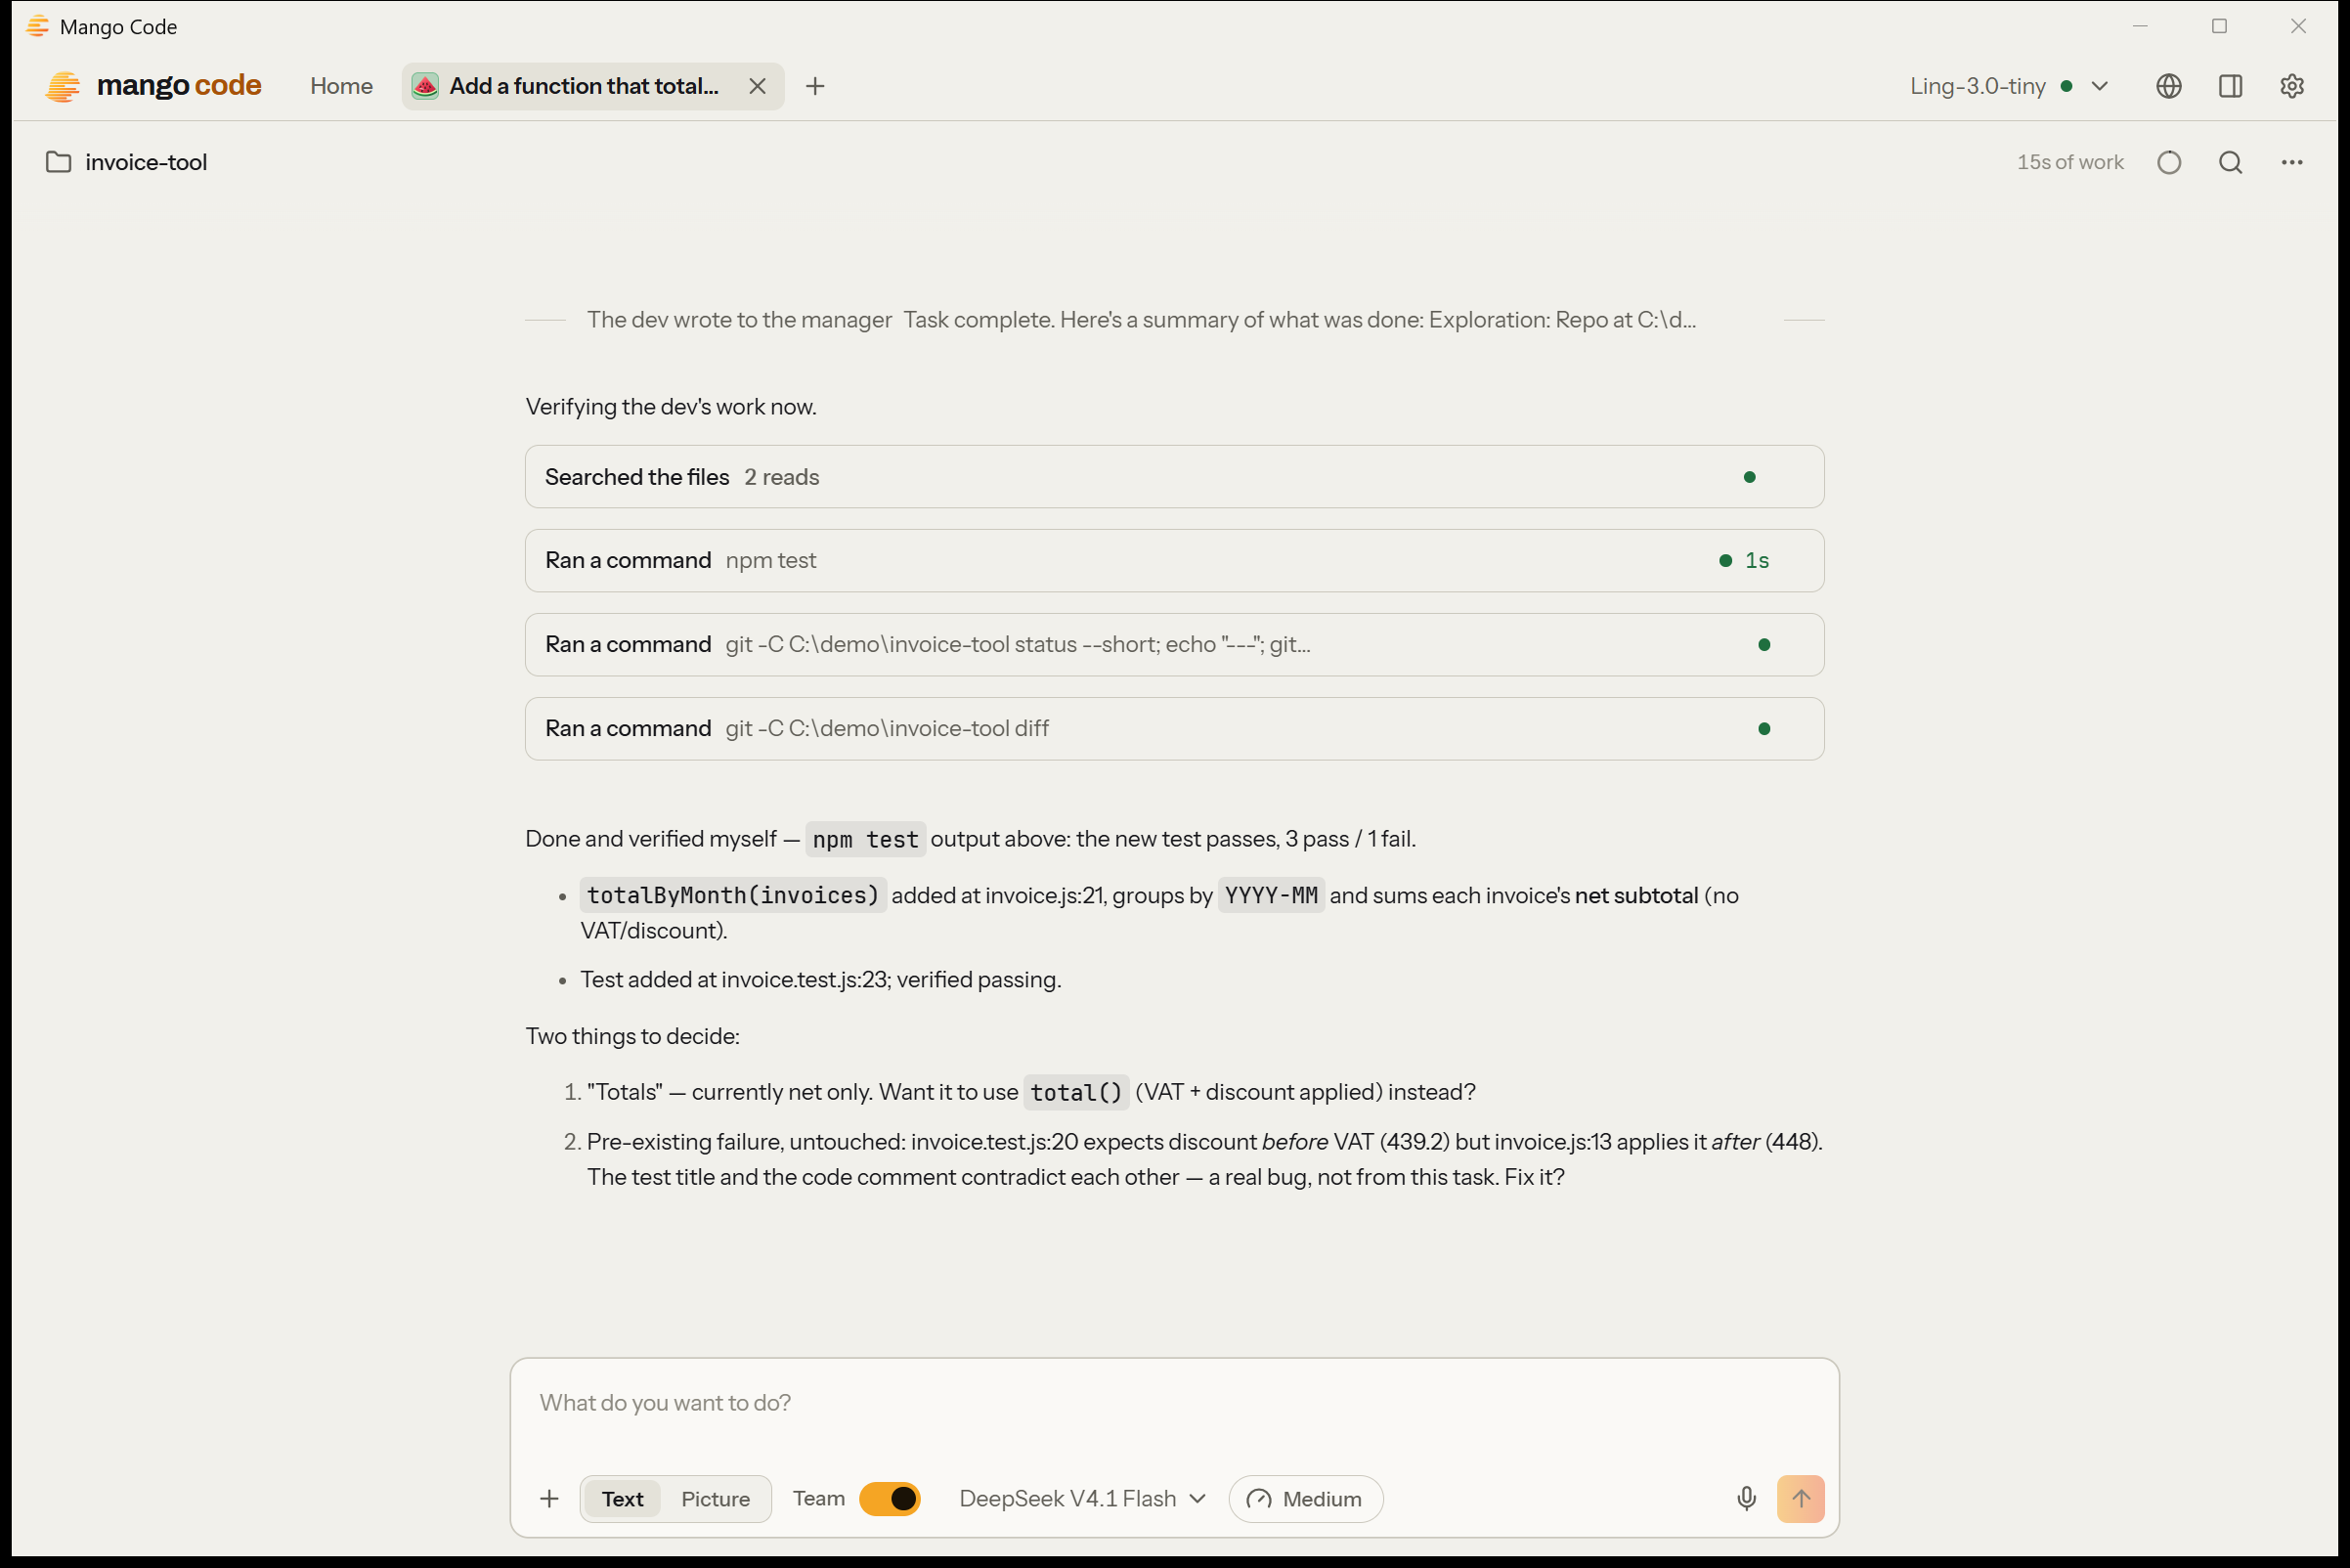 Mango Code
mango code
Home
Add a function that total...
Ling-3.0-tiny
invoice-tool
15s of work
The dev wrote to the manager Task complete. Here's a summary of what was done: Exploration: Repo at C:\d...
Verifying the dev's work now.
Searched the files 2 reads
Ran a command npm test
1s
Ran a command git -C C:\demo\invoice-tool status --short; echo "---"; git...
Ran a command git -C C:\demo\invoice-tool diff
Done and verified myself — npm test output above: the new test passes, 3 pass / 1 fail.
• totalByMonth(invoices) added at invoice.js:21, groups by YYYY-MM and sums each invoice's net subtotal (no
VAT/discount).
• Test added at invoice.test.js:23; verified passing.
Two things to decide:
1. "Totals" — currently net only. Want it to use total() (VAT + discount applied) instead?
2. Pre-existing failure, untouched: invoice.test.js:20 expects discount before VAT (439.2) but invoice.js:13 applies it after (448).
The test title and the code comment contradict each other — a real bug, not from this task. Fix it?
What do you want to do?
Text
Picture
Team
DeepSeek V4.1 Flash
Medium